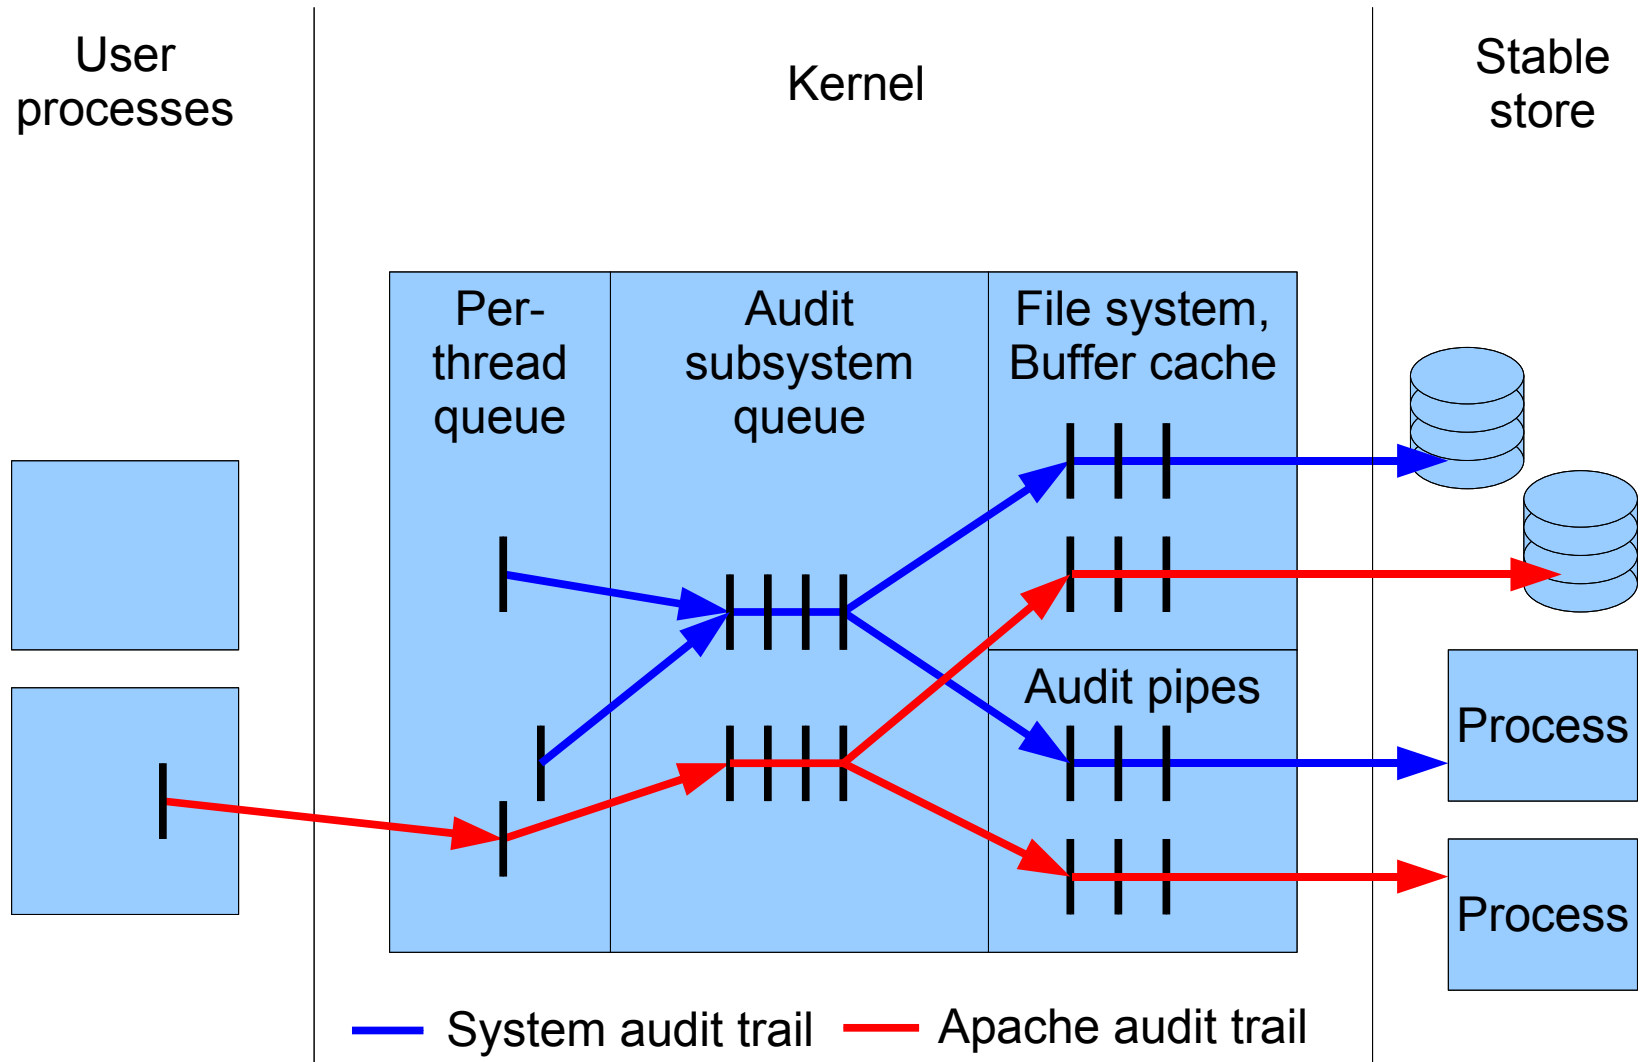 User
processes
Kernel
Stable
store
Per-
thread
queue
Audit
subsystem
queue
File system,
Buffer cache
Audit pipes
Process
Process
System audit trail
Apache audit trail